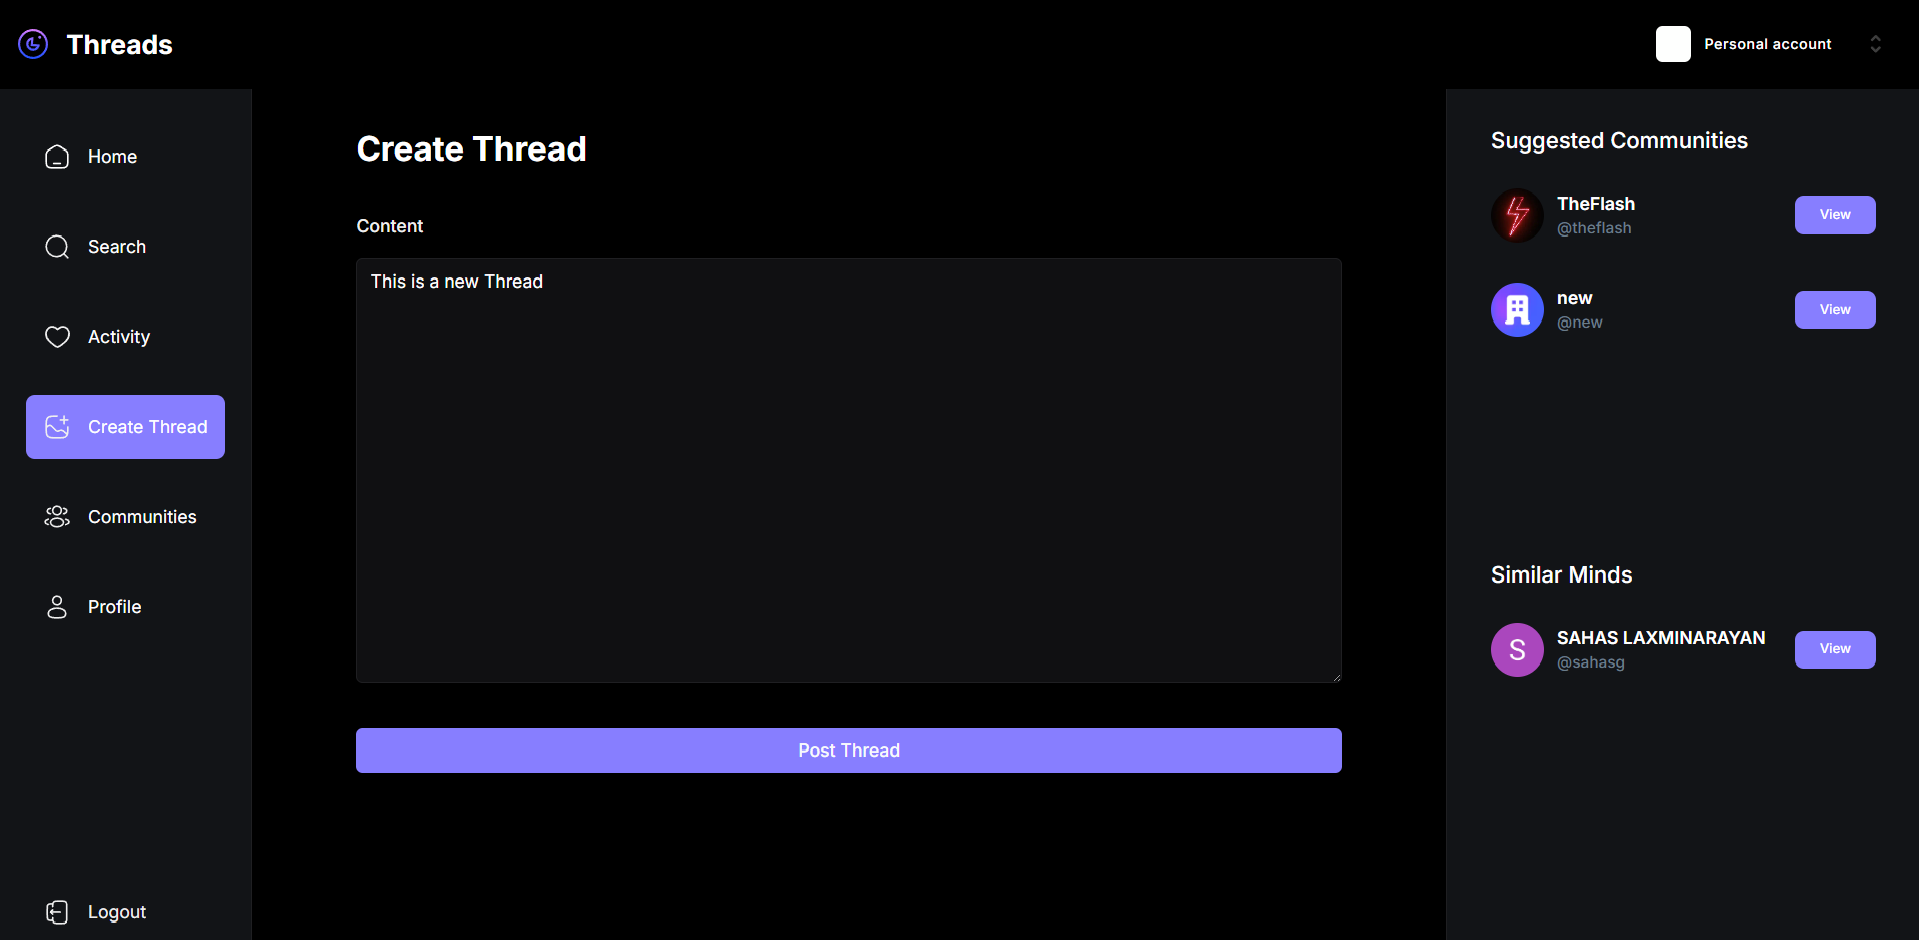 Threads
Personal account
Home
Search
Activity
Create Thread
Communities
Profile
Logout
Create Thread
Content
This is a new Thread
Post Thread
Suggested Communities
TheFlash
@theflash
View
new
@new
View
Similar Minds
S
SAHAS LAXMINARAYAN
@sahasg
View